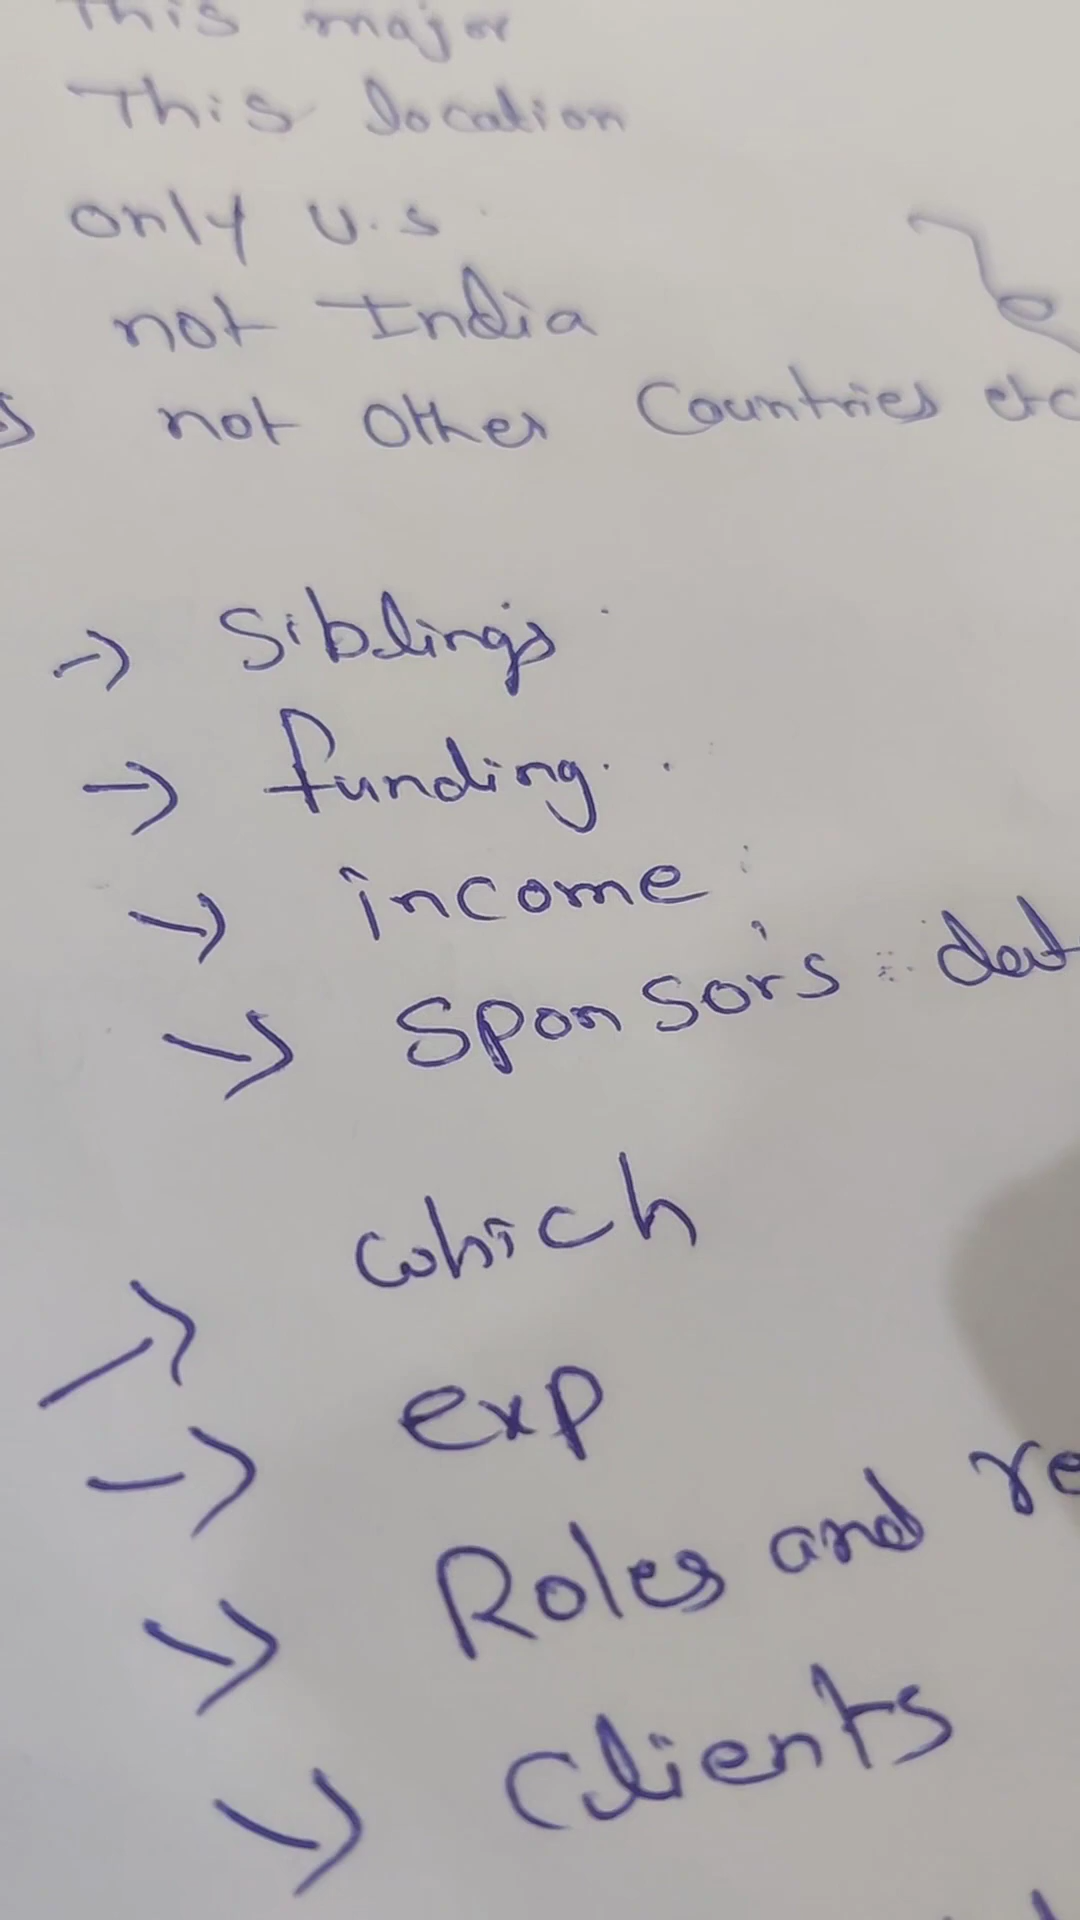 This major
This location
only U.S.
not India
not other Countries etc
→ Siblings
→ funding
→ income
→ Sponsor's
→ which
→ exp
→ Roles and
→ Clients